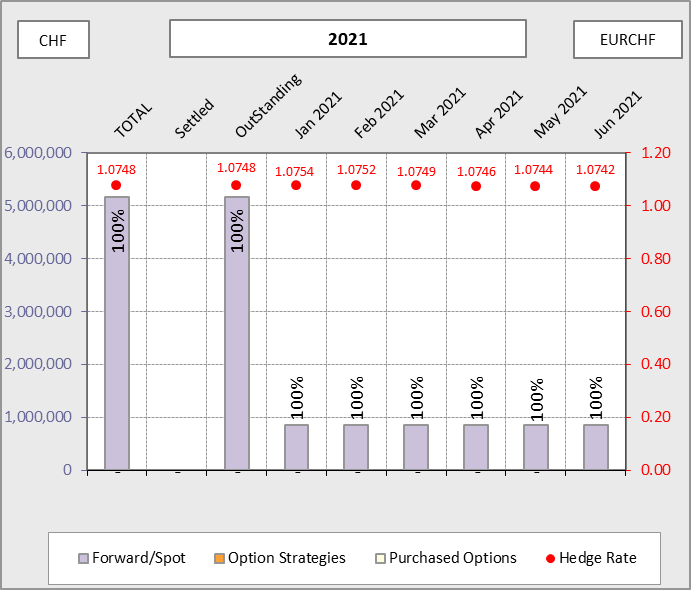 CHF
2021
EURCHF
TOTAL
Settled
OutStanding
Jan 2021
Feb 2021
Mar 2021
Apr 2021
May 2021
Jun 2021
6,000,000
5,000,000
4,000,000
3,000,000
2,000,000
1,000,000
0
1.0748
1.0748
1.0754
1.0752
1.0749
1.0746
1.0744
1.0742
100%
100%
100%
100%
100%
100%
100%
100%
1.20
1.00
0.80
0.60
0.40
0.20
0.00
- - - - - - - - -
Forward/Spot Option Strategies Purchased Options Hedge Rate